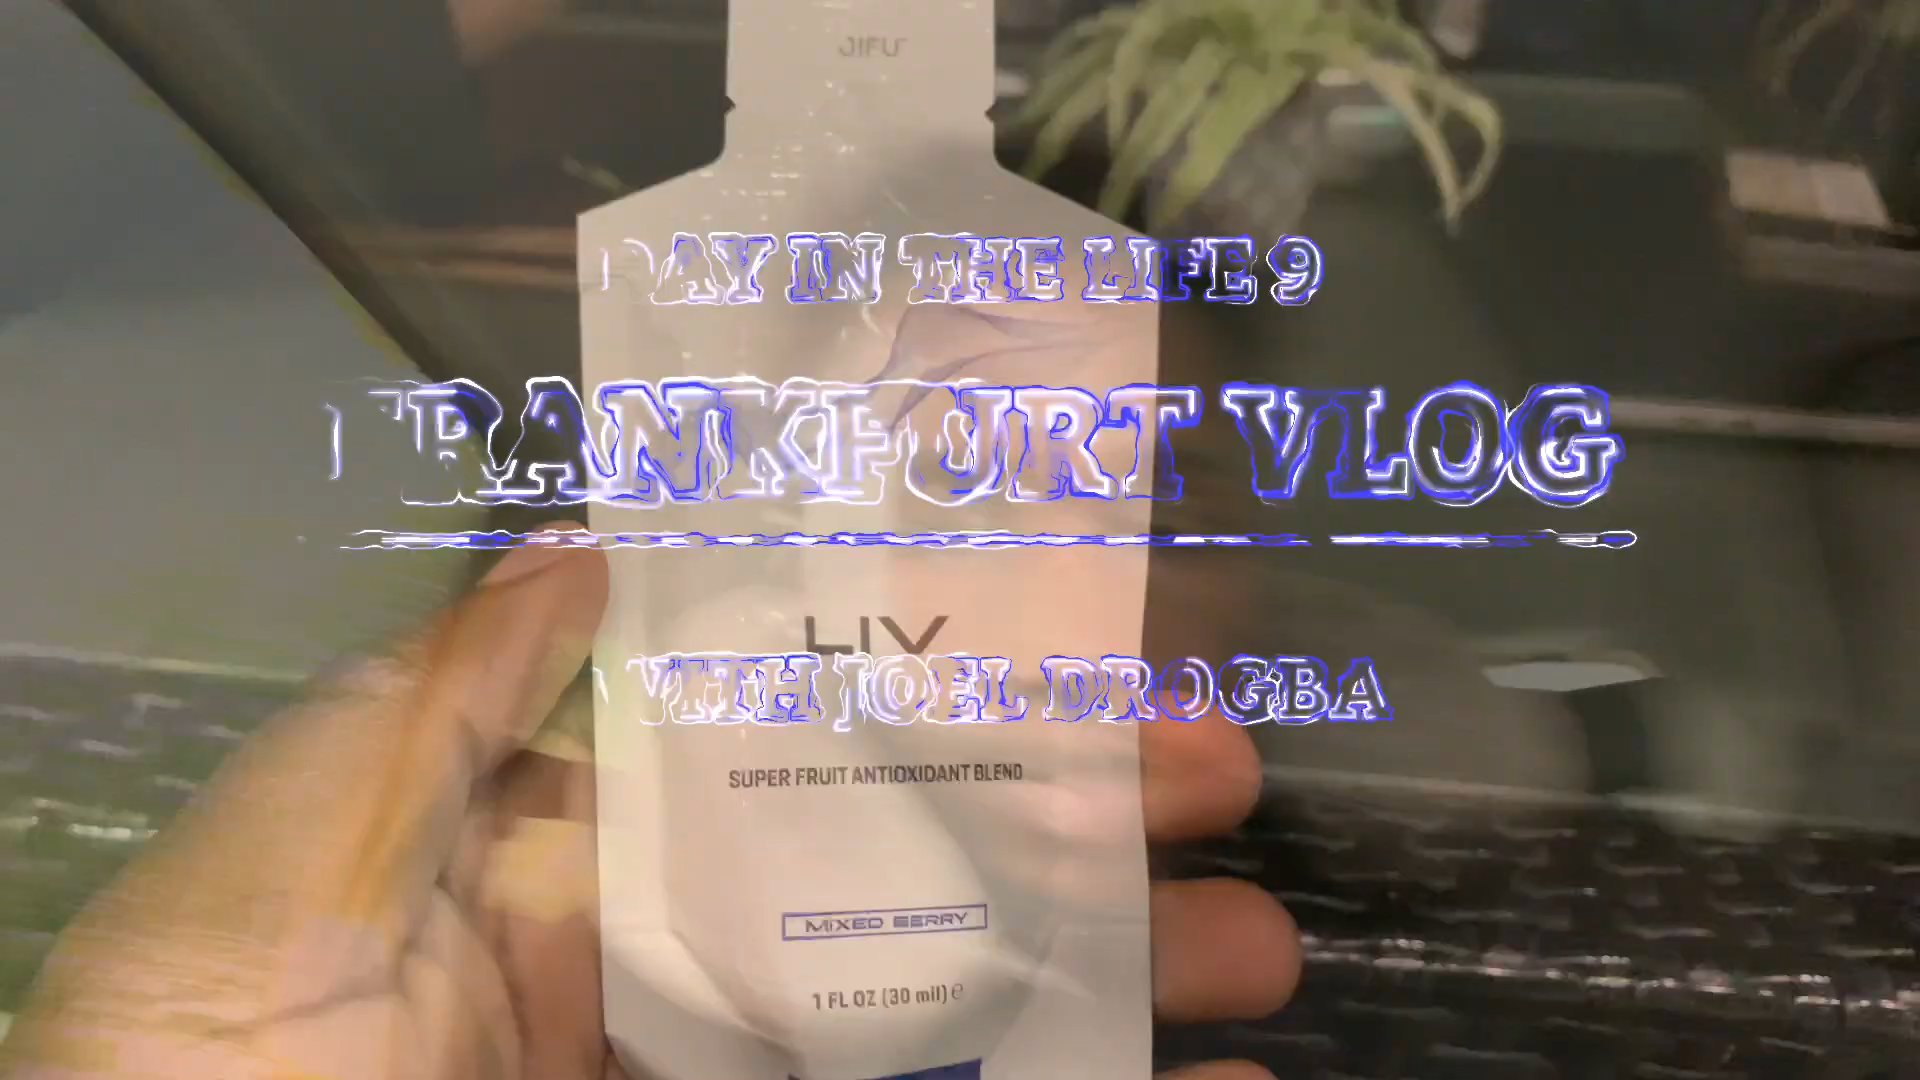 JIFU
DAY IN THE LIFE 9
FRANKFURT VLOG
LIV
WITH JOEL DROGBA
SUPER FRUIT ANTIOXIDANT BLEND
MIXED BERRY
1 FL OZ (30 mil) e